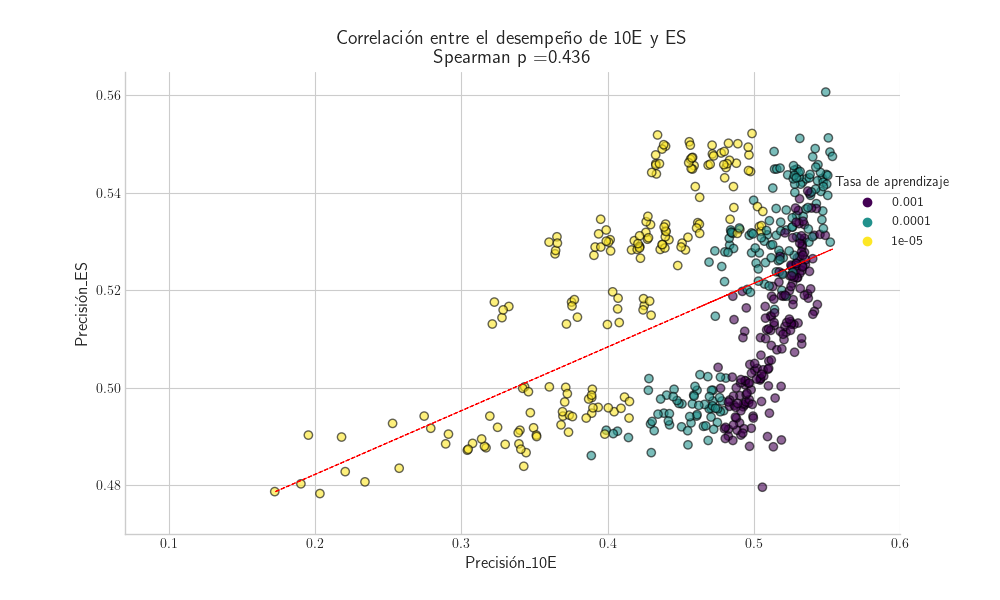 Correlación entre el desempeño de 10E y ES
Spearman p =0.436
0.56
0.54
0.52
0.50
0.48
Precisión_ES
Tasa de aprendizaje
0.001
0.0001
1e-05
0.1 0.2 0.3 0.4 0.5 0.6
Precisión_10E